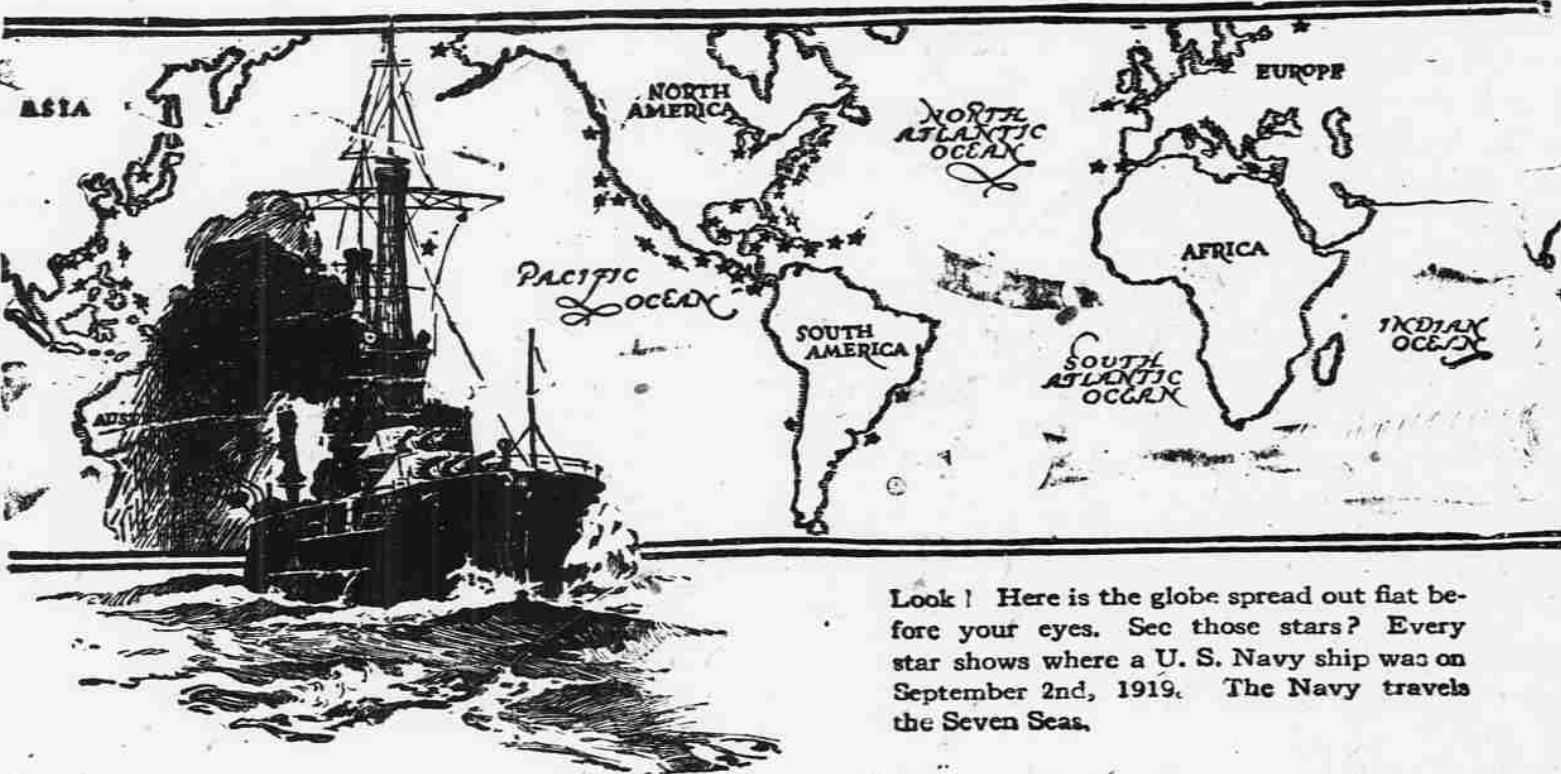 ASIA
NORTH
AMERICA
NORTH
ATLANTIC
OCEAN
EUROPE
PACIFIC
OCEAN
AFRICA
SOUTH
AMERICA
SOUTH
ATLANTIC
OCEAN
INDIAN
OCEAN
Look! Here is the globe spread out flat be-
fore your eyes. See those stars? Every
star shows where a U. S. Navy ship was on
September 2nd, 1919. The Navy travels
the Seven Seas.